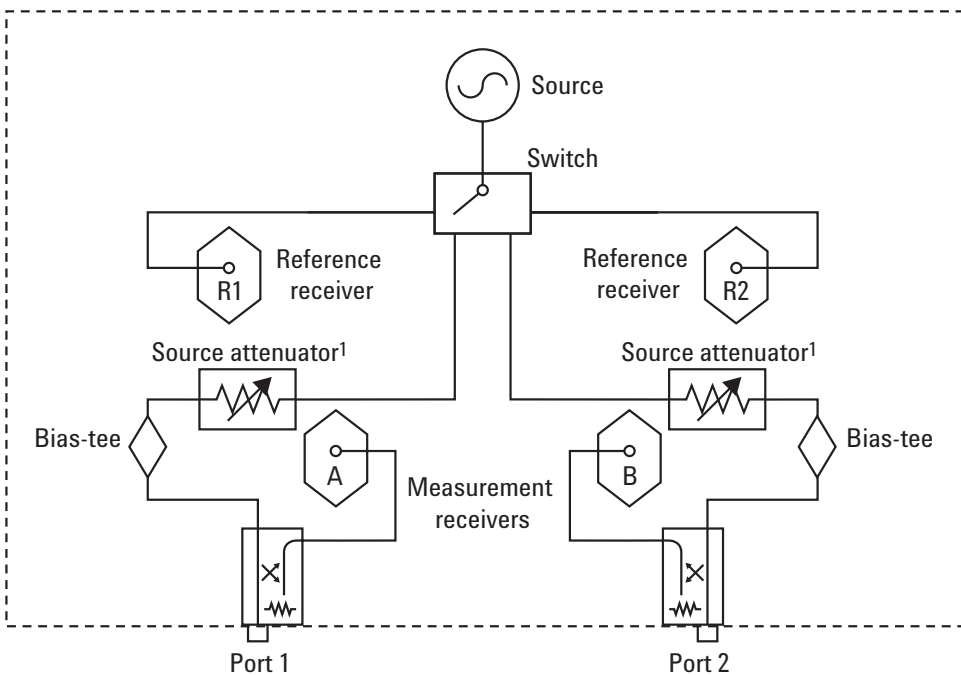 Source
Switch
Reference
receiver
R1
Reference
receiver
R2
Source attenuator¹
Source attenuator¹
Bias-tee
A
Measurement
receivers
B
Bias-tee
Port 1
Port 2